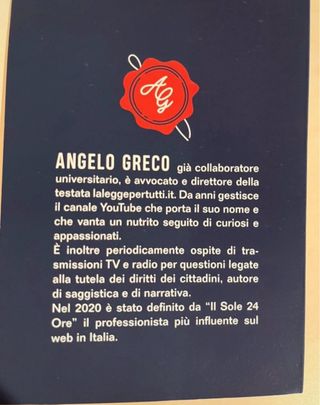 AG
ANGELO GRECO già collaboratore
universitario, è avvocato e direttore della
testata laleggepertutti.it. Da anni gestisce
il canale YouTube che porta il suo nome e
che vanta un nutrito seguito di curiosi e
appassionati.
È inoltre periodicamente ospite di tra-
smissioni TV e radio per questioni legate
alla tutela dei diritti dei cittadini, autore
di saggistica e di narrativa.
Nel 2020 è stato definito da "Il Sole 24
Ore" il professionista più influente sul
web in Italia.